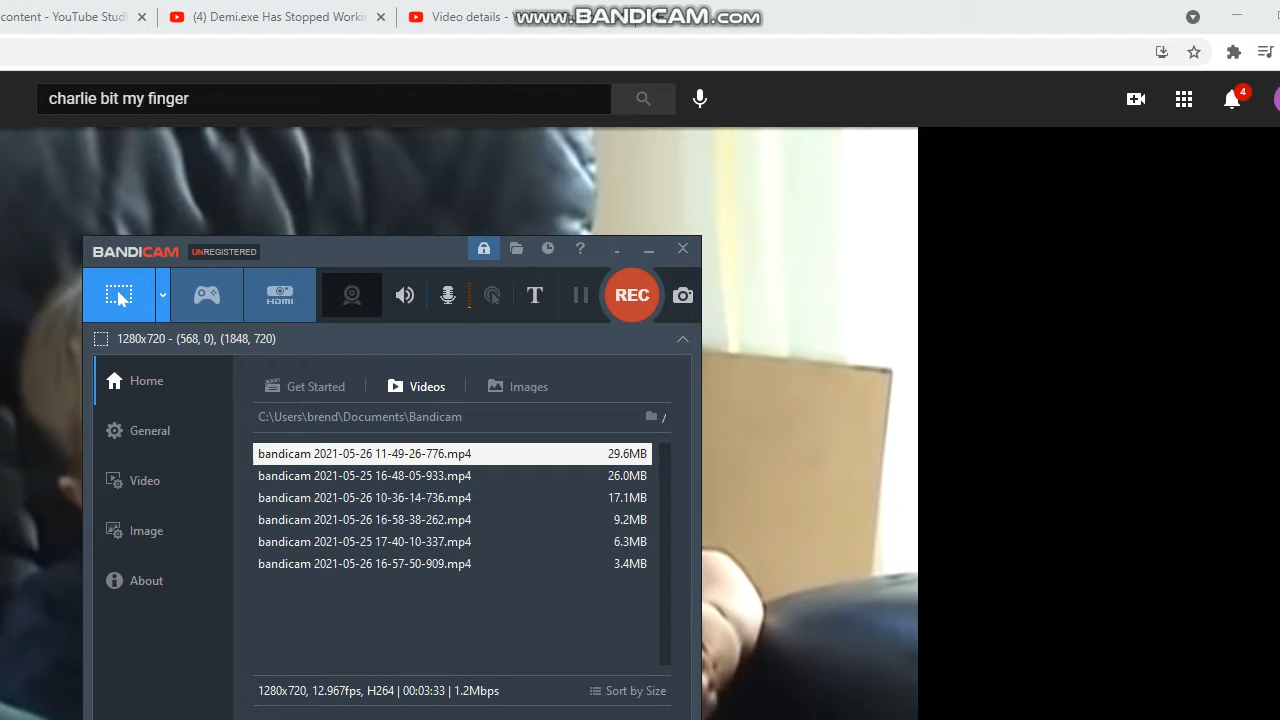 content - YouTube Studi
(4) Demi.exe Has Stopped Workin
Video details -
www.BANDICAM.com
charlie bit my finger
4
BANDICAM UNREGISTERED
?
HDMI
T
REC
1280x720 - (568, 0), (1848, 720)
Home
General
Video
Image
About
Get Started
Videos
Images
C:\Users\brend\Documents\Bandicam
/
bandicam 2021-05-26 11-49-26-776.mp4 29.6MB
bandicam 2021-05-25 16-48-05-933.mp4 26.0MB
bandicam 2021-05-26 10-36-14-736.mp4 17.1MB
bandicam 2021-05-26 16-58-38-262.mp4 9.2MB
bandicam 2021-05-25 17-40-10-337.mp4 6.3MB
bandicam 2021-05-26 16-57-50-909.mp4 3.4MB
1280x720, 12.967fps, H264 | 00:03:33 | 1.2Mbps
Sort by Size